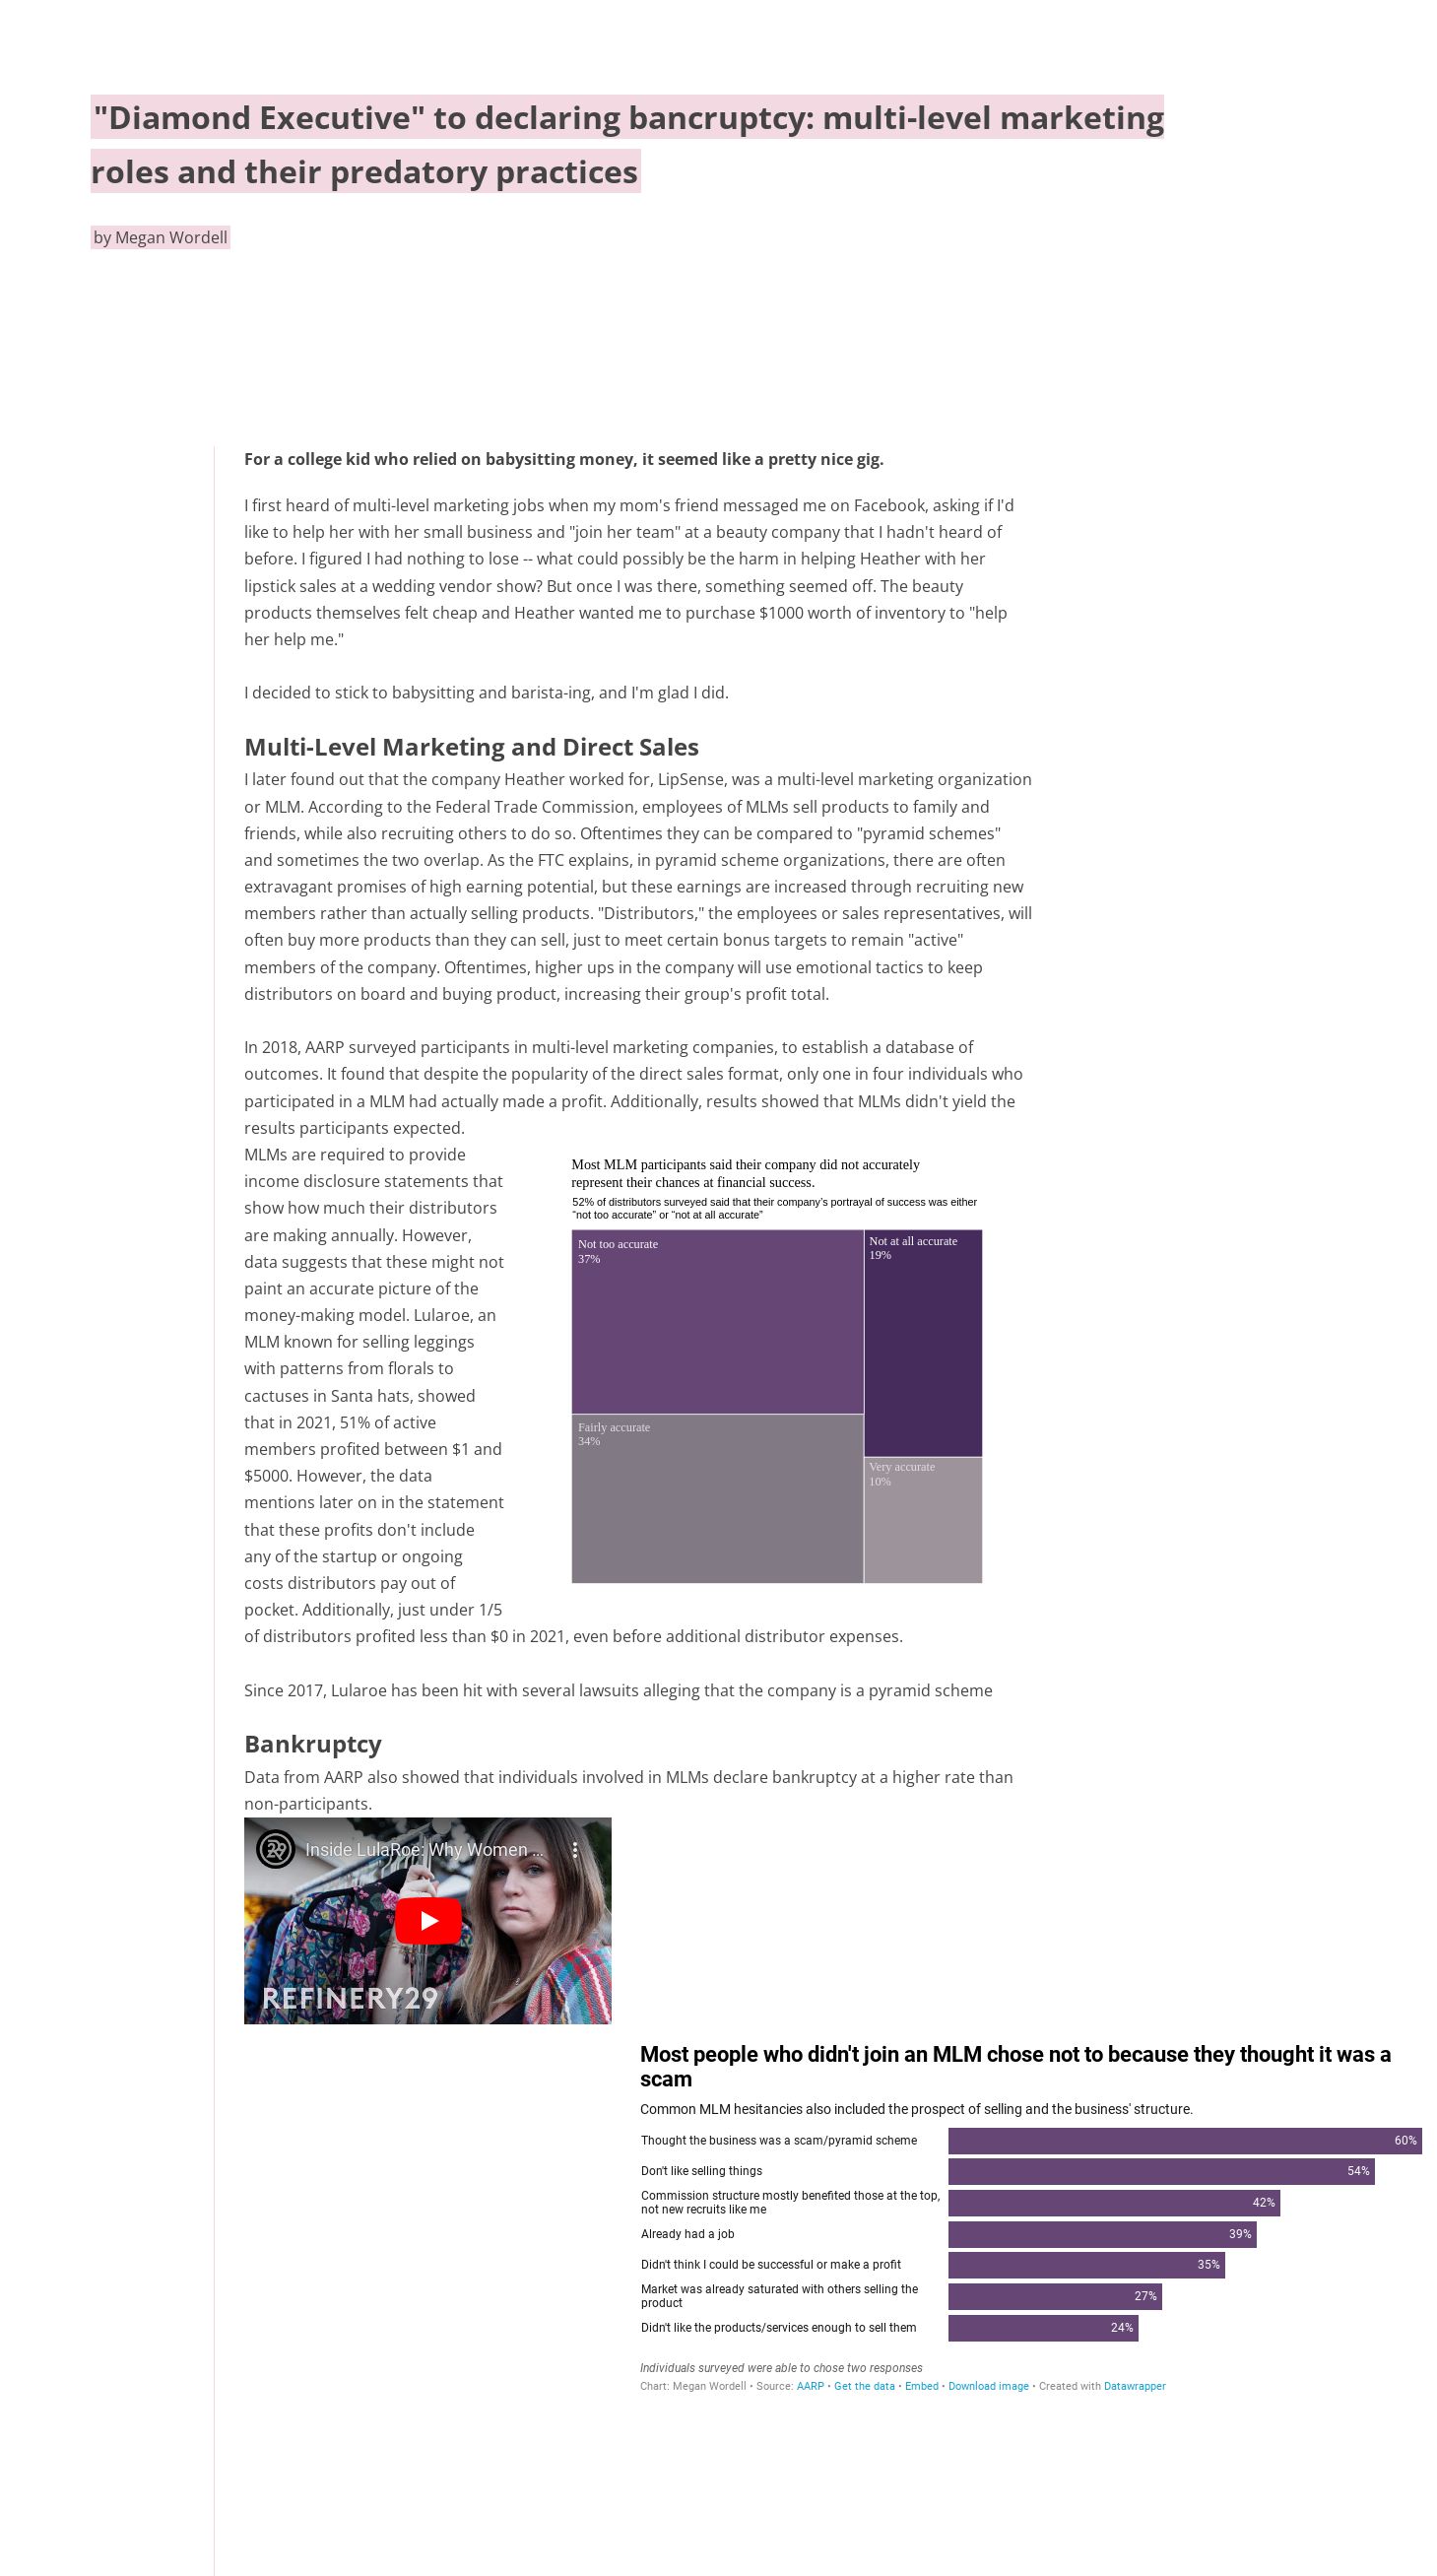 "Diamond Executive" to declaring bancruptcy: multi-level marketing
roles and their predatory practices
by Megan Wordell
For a college kid who relied on babysitting money, it seemed like a pretty nice gig.
I first heard of multi-level marketing jobs when my mom's friend messaged me on Facebook, asking if I'd
like to help her with her small business and "join her team" at a beauty company that I hadn't heard of
before. I figured I had nothing to lose -- what could possibly be the harm in helping Heather with her
lipstick sales at a wedding vendor show? But once I was there, something seemed off. The beauty
products themselves felt cheap and Heather wanted me to purchase $1000 worth of inventory to "help
her help me."
I decided to stick to babysitting and barista-ing, and I'm glad I did.
Multi-Level Marketing and Direct Sales
I later found out that the company Heather worked for, LipSense, was a multi-level marketing organization
or MLM. According to the Federal Trade Commission, employees of MLMs sell products to family and
friends, while also recruiting others to do so. Oftentimes they can be compared to "pyramid schemes"
and sometimes the two overlap. As the FTC explains, in pyramid scheme organizations, there are often
extravagant promises of high earning potential, but these earnings are increased through recruiting new
members rather than actually selling products. "Distributors," the employees or sales representatives, will
often buy more products than they can sell, just to meet certain bonus targets to remain "active"
members of the company. Oftentimes, higher ups in the company will use emotional tactics to keep
distributors on board and buying product, increasing their group's profit total.
In 2018, AARP surveyed participants in multi-level marketing companies, to establish a database of
outcomes. It found that despite the popularity of the direct sales format, only one in four individuals who
participated in a MLM had actually made a profit. Additionally, results showed that MLMs didn't yield the
results participants expected.
MLMs are required to provide
income disclosure statements that
show how much their distributors
are making annually. However,
data suggests that these might not
paint an accurate picture of the
money-making model. Lularoe, an
MLM known for selling leggings
with patterns from florals to
cactuses in Santa hats, showed
that in 2021, 51% of active
members profited between $1 and
$5000. However, the data
mentions later on in the statement
that these profits don't include
any of the startup or ongoing
costs distributors pay out of
pocket. Additionally, just under 1/5
of distributors profited less than $0 in 2021, even before additional distributor expenses.
Most MLM participants said their company did not accurately
represent their chances at financial success.
52% of distributors surveyed said that their company's portrayal of success was either
"not too accurate" or "not at all accurate"
Not too accurate
37%
Not at all accurate
19%
Fairly accurate
34%
Very accurate
10%
Since 2017, Lularoe has been hit with several lawsuits alleging that the company is a pyramid scheme
Bankruptcy
Data from AARP also showed that individuals involved in MLMs declare bankruptcy at a higher rate than
non-participants.
29 Inside LulaRoe: Why Women ...
REFINERY29
Most people who didn't join an MLM chose not to because they thought it was a
scam
Common MLM hesitancies also included the prospect of selling and the business' structure.
Thought the business was a scam/pyramid scheme 60%
Don't like selling things 54%
Commission structure mostly benefited those at the top,
not new recruits like me 42%
Already had a job 39%
Didn't think I could be successful or make a profit 35%
Market was already saturated with others selling the
product 27%
Didn't like the products/services enough to sell them 24%
Individuals surveyed were able to chose two responses
Chart: Megan Wordell • Source: AARP • Get the data • Embed • Download image • Created with Datawrapper